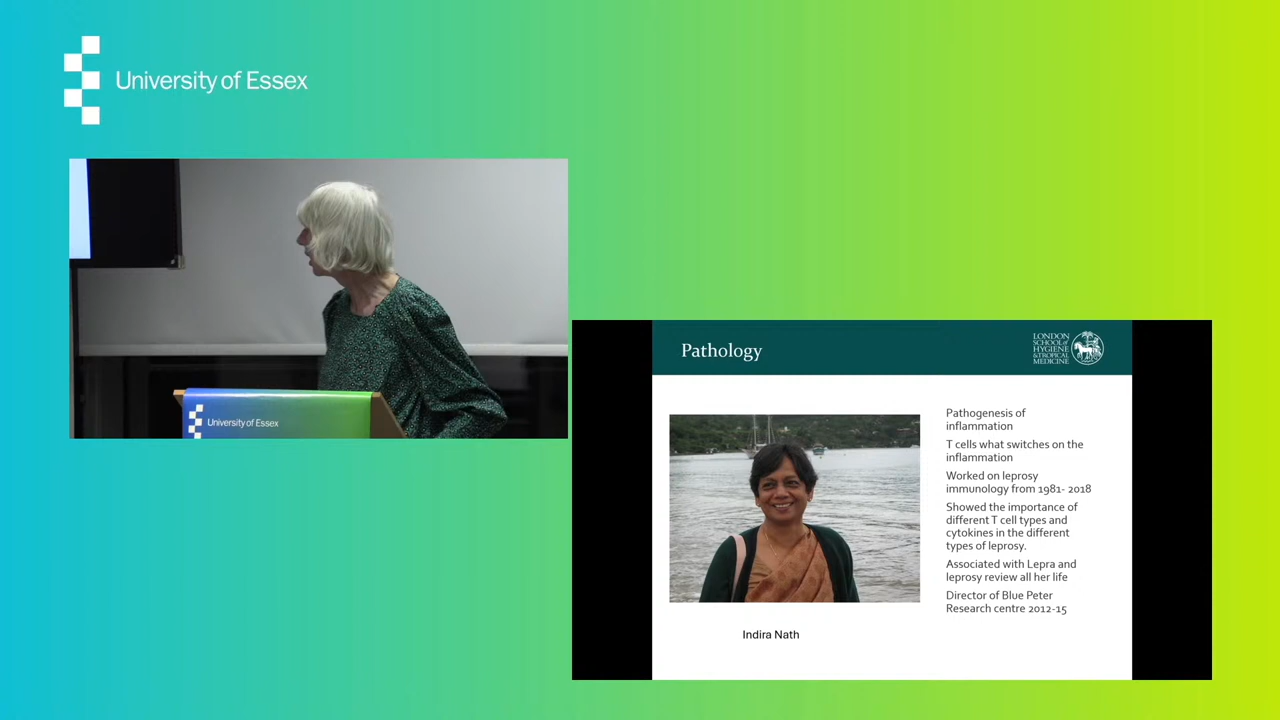 University of Essex
University of Essex
Pathology
LONDON
SCHOOL of
HYGIENE
& TROPICAL
MEDICINE
Pathogenesis of
inflammation
T cells what switches on the
inflammation
Worked on leprosy
immunology from 1981- 2018
Showed the importance of
different T cell types and
cytokines in the different
types of leprosy.
Associated with Lepra and
leprosy review all her life
Director of Blue Peter
Research centre 2012-15
Indira Nath